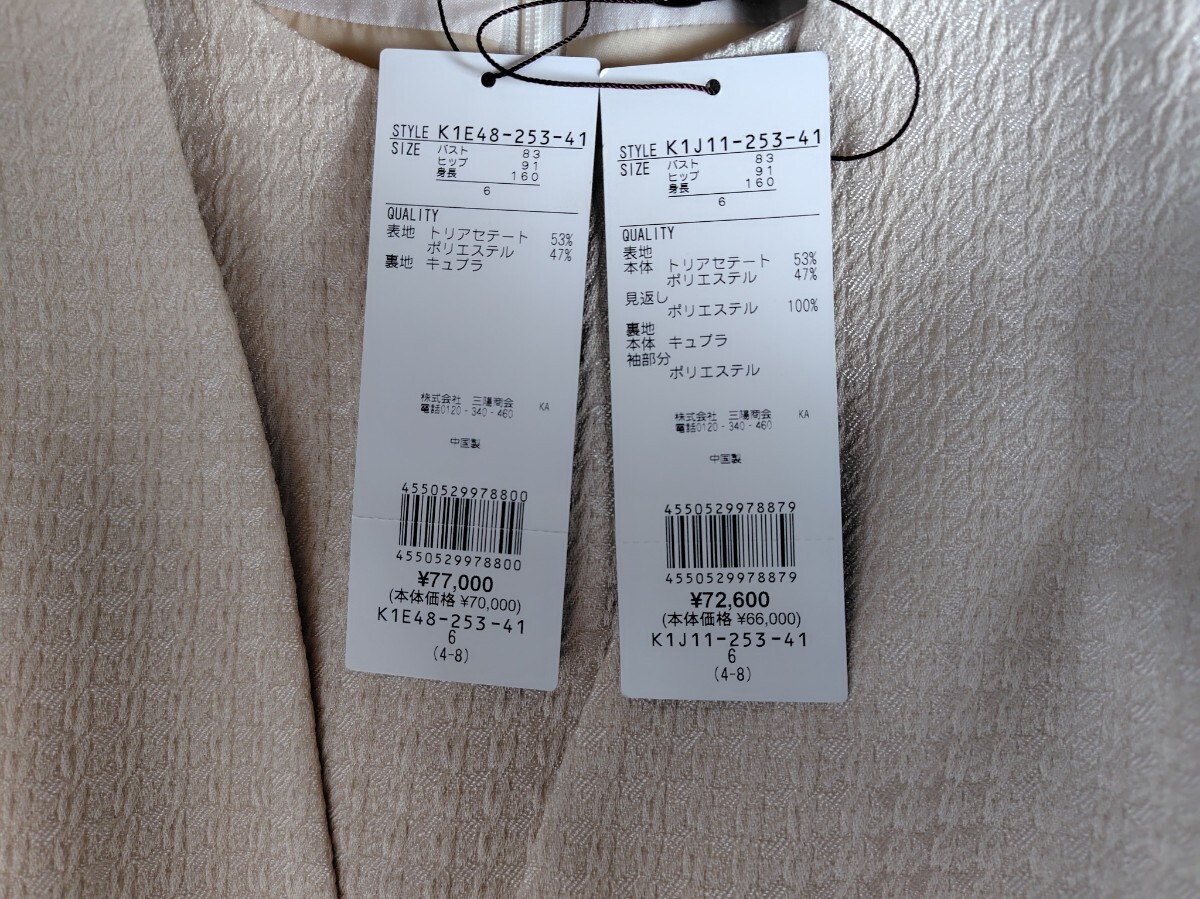 STYLE K1E48-253-41
SIZE バスト 83
ヒップ 91
身長 160
6
QUALITY
表地 トリアセテート 53%
ポリエステル 47%
裏地 キュプラ
株式会社 三陽商会 KA
電話0120-340-460
中国製
4550529978800
4550529978800
¥77,000
(本体価格 ¥70,000)
K1E48-253-41
6
(4-8)
STYLE K1J11-253-41
SIZE バスト 83
ヒップ 91
身長 160
6
QUALITY
表地
本体 トリアセテート 53%
ポリエステル 47%
見返し
ポリエステル 100%
裏地
本体 キュプラ
袖部分
ポリエステル
株式会社 三陽商会 KA
電話0120-340-460
中国製
4550529978879
4550529978879
¥72,600
(本体価格 ¥66,000)
K1J11-253-41
6
(4-8)